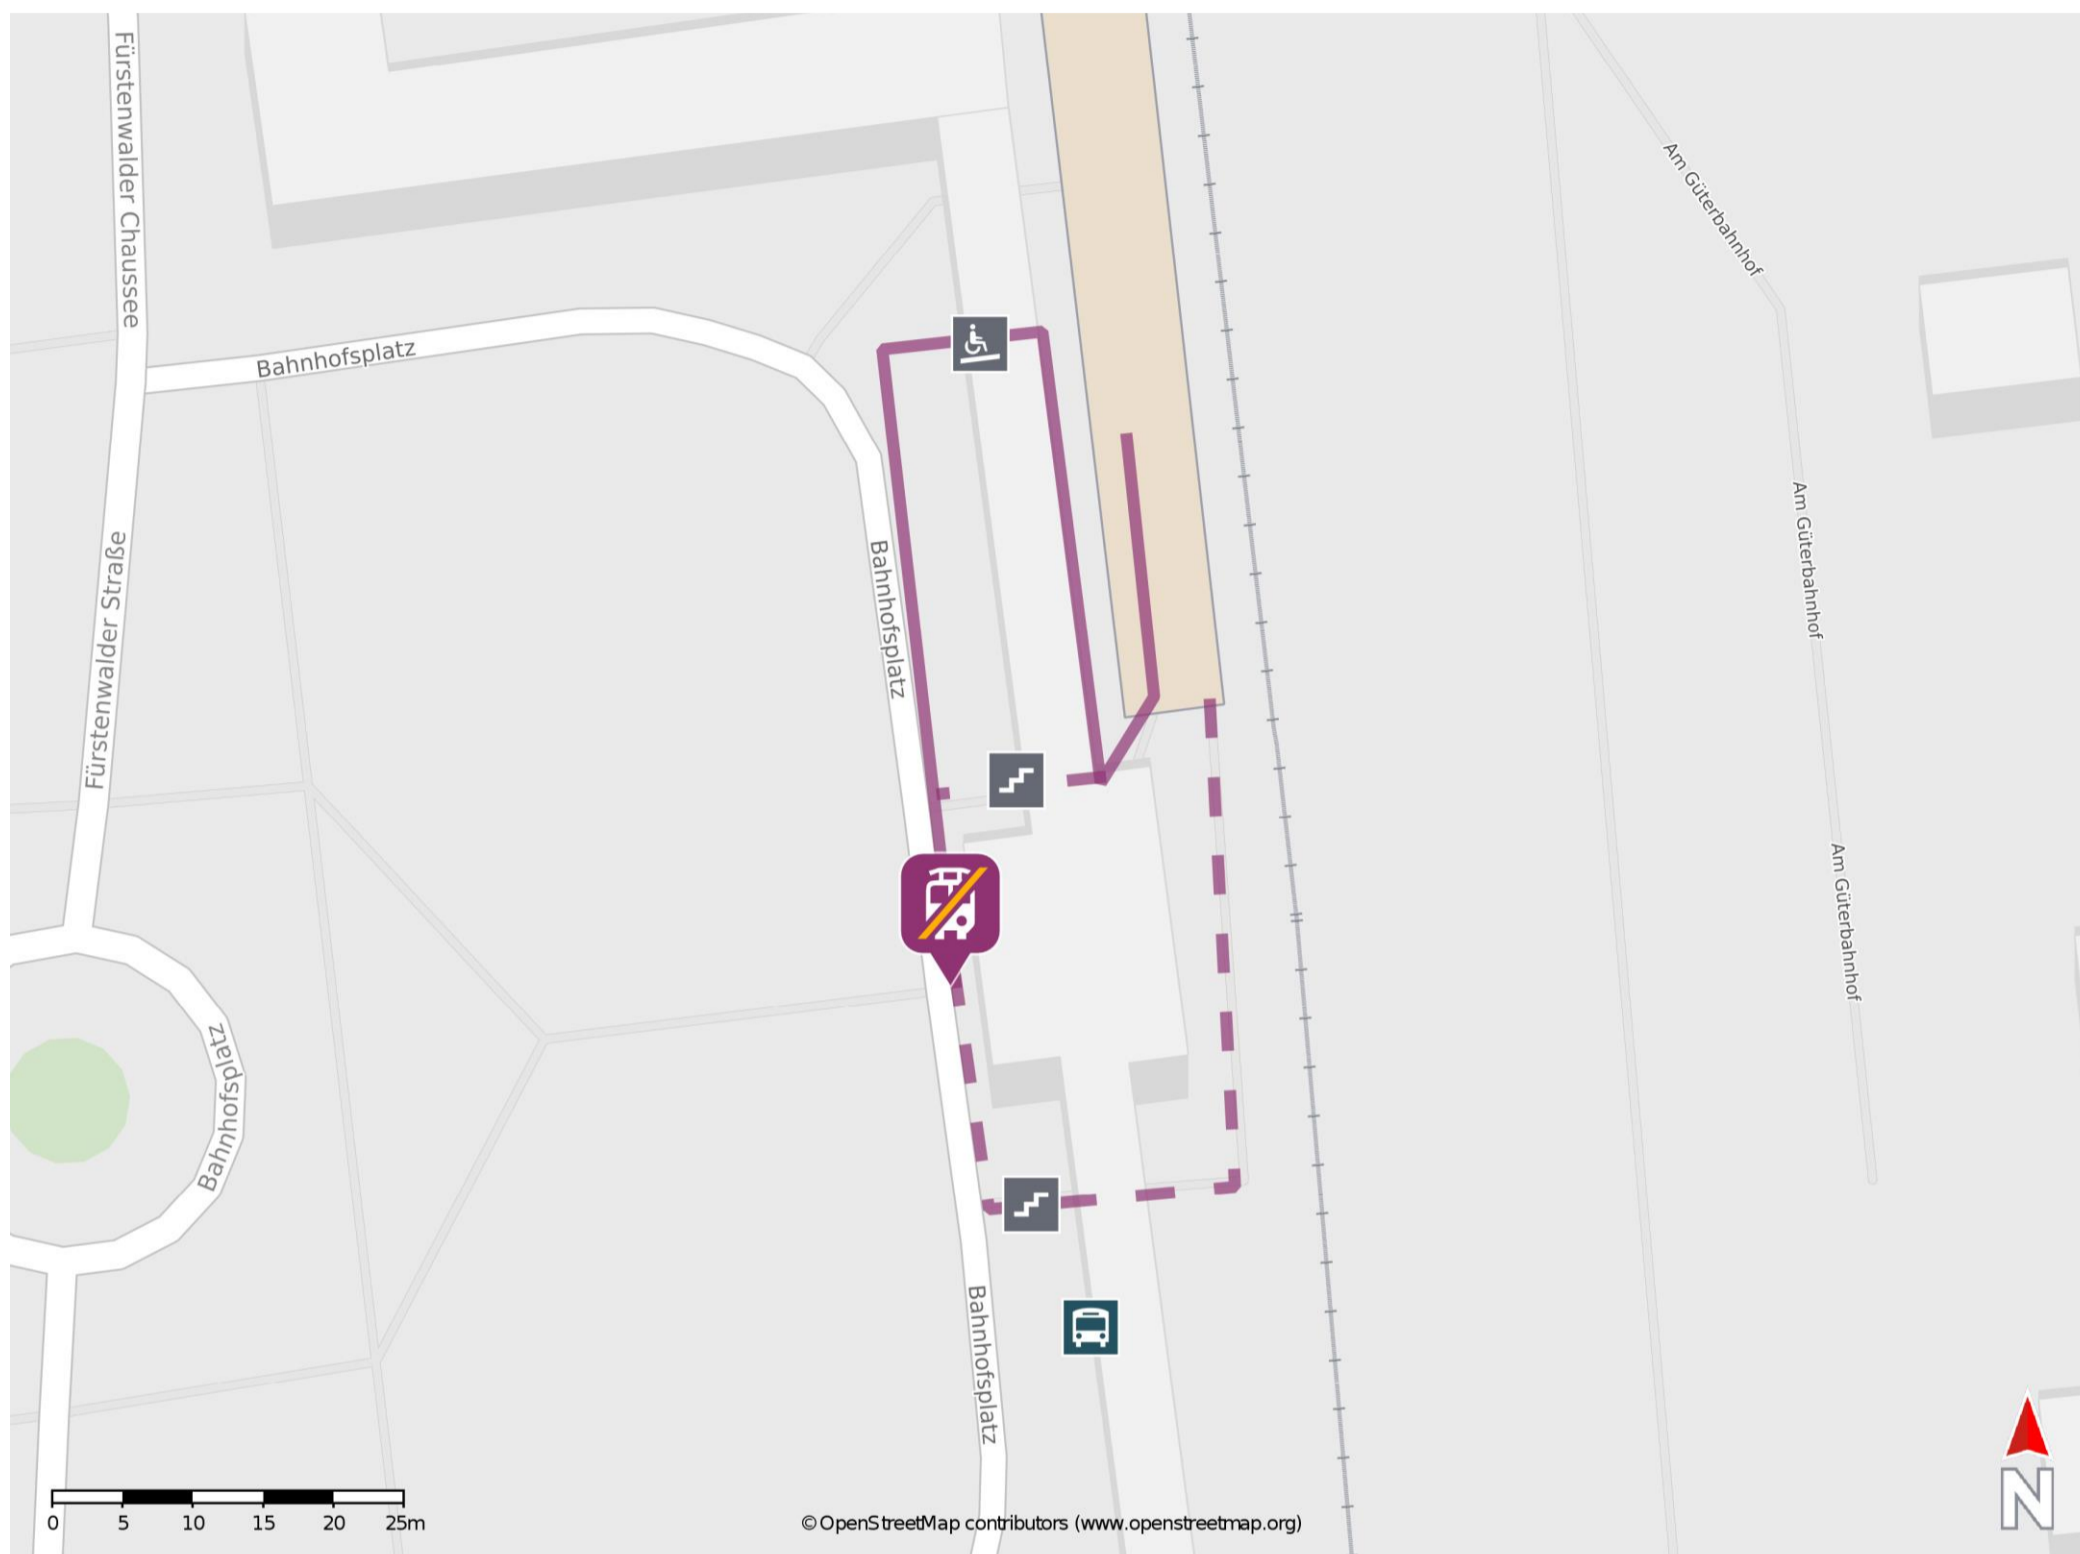 Fürstenwalder Chaussee
Am Güterbahnhof
Bahnhofsplatz
Am Güterbahnhof
Fürstenwalder Straße
Bahnhofsplatz
Am Güterbahnhof
Bahnhofsplatz
Bahnhofsplatz
N
0 5 10 15 20 25m
©OpenStreetMap contributors (www.openstreetmap.org)